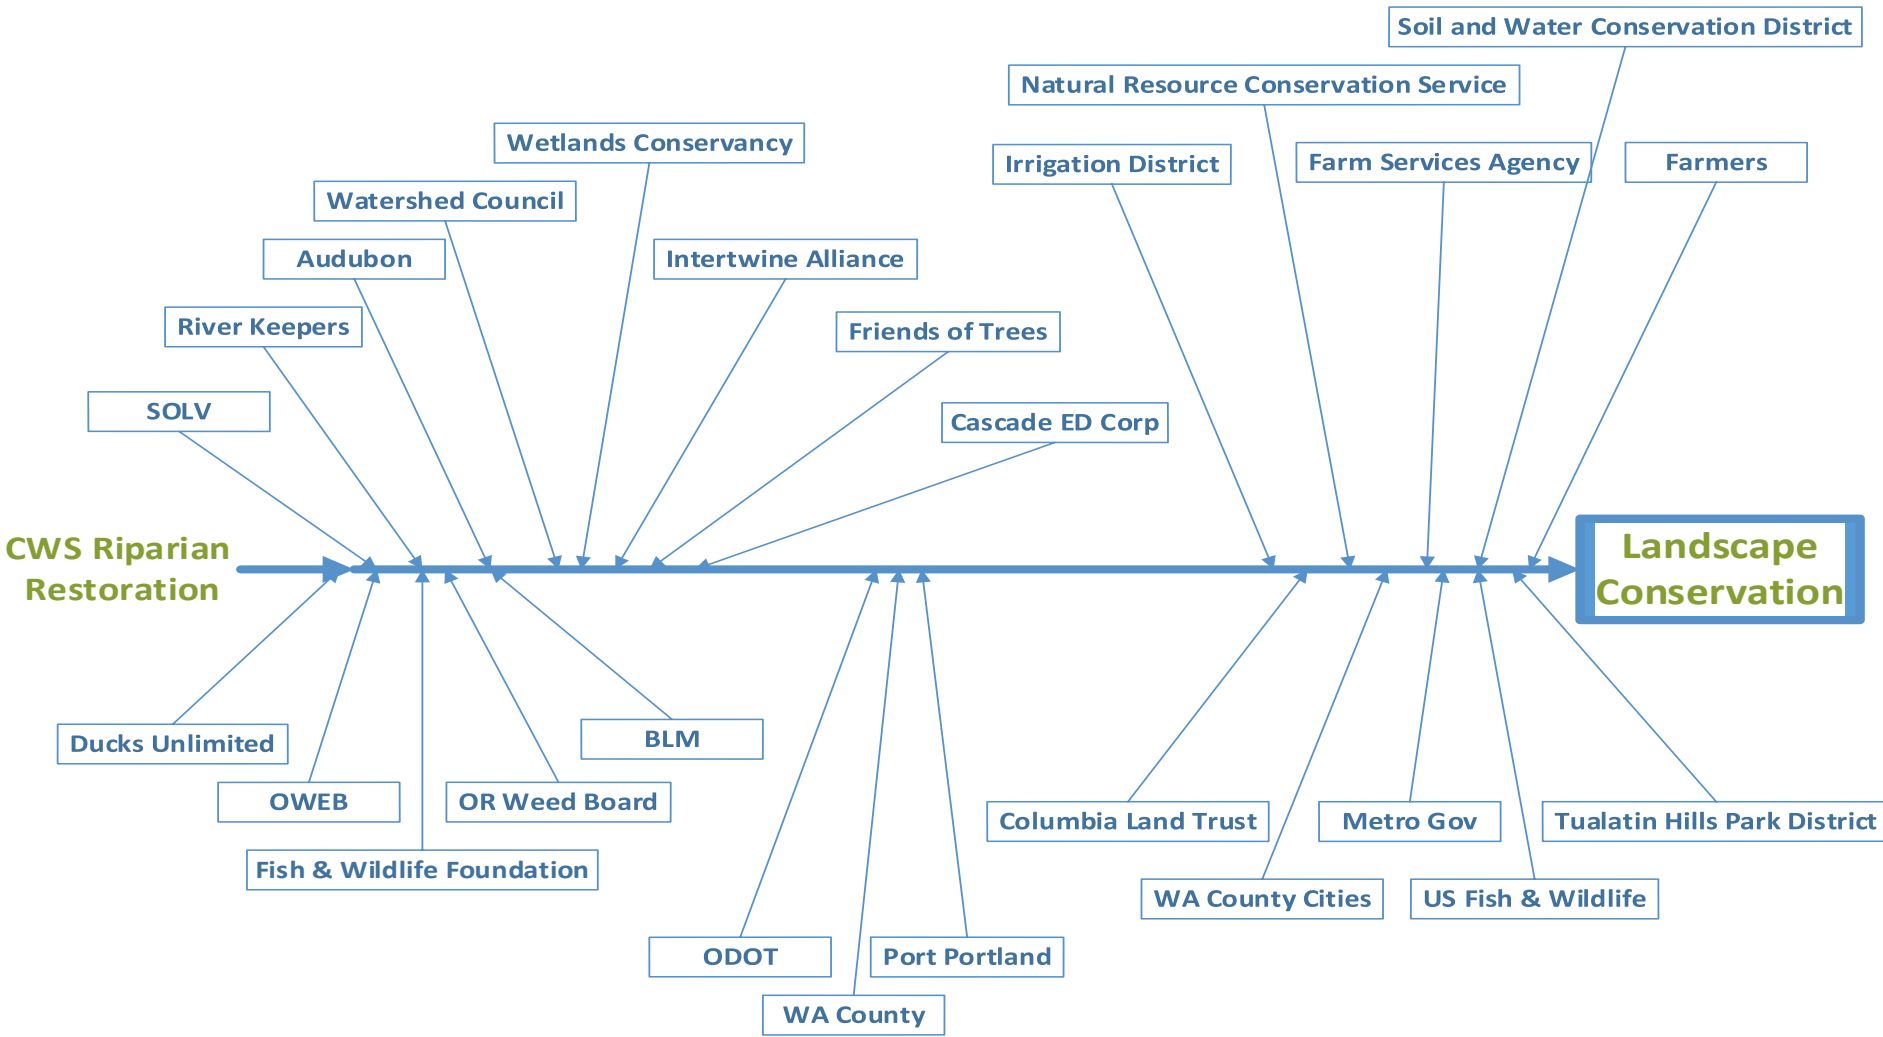 Soil and Water Conservation District
Natural Resource Conservation Service
Wetlands Conservancy
Irrigation District
Farm Services Agency
Farmers
Watershed Council
Audubon
Intertwine Alliance
River Keepers
Friends of Trees
SOLV
Cascade ED Corp
CWS Riparian
Restoration
Landscape
Conservation
Ducks Unlimited
BLM
OWEB
OR Weed Board
Columbia Land Trust
Metro Gov
Tualatin Hills Park District
Fish & Wildlife Foundation
WA County Cities
US Fish & Wildlife
ODOT
Port Portland
WA County